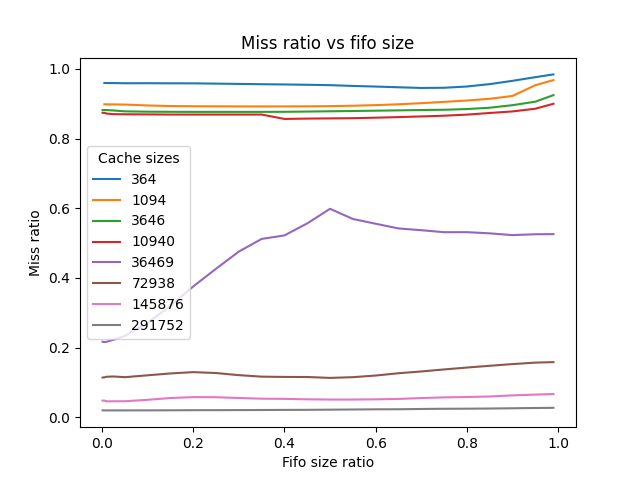 Miss ratio vs fifo size
Miss ratio
1.0
0.8
0.6
0.4
0.2
0.0
Cache sizes
364
1094
3646
10940
36469
72938
145876
291752
0.0 0.2 0.4 0.6 0.8 1.0
Fifo size ratio